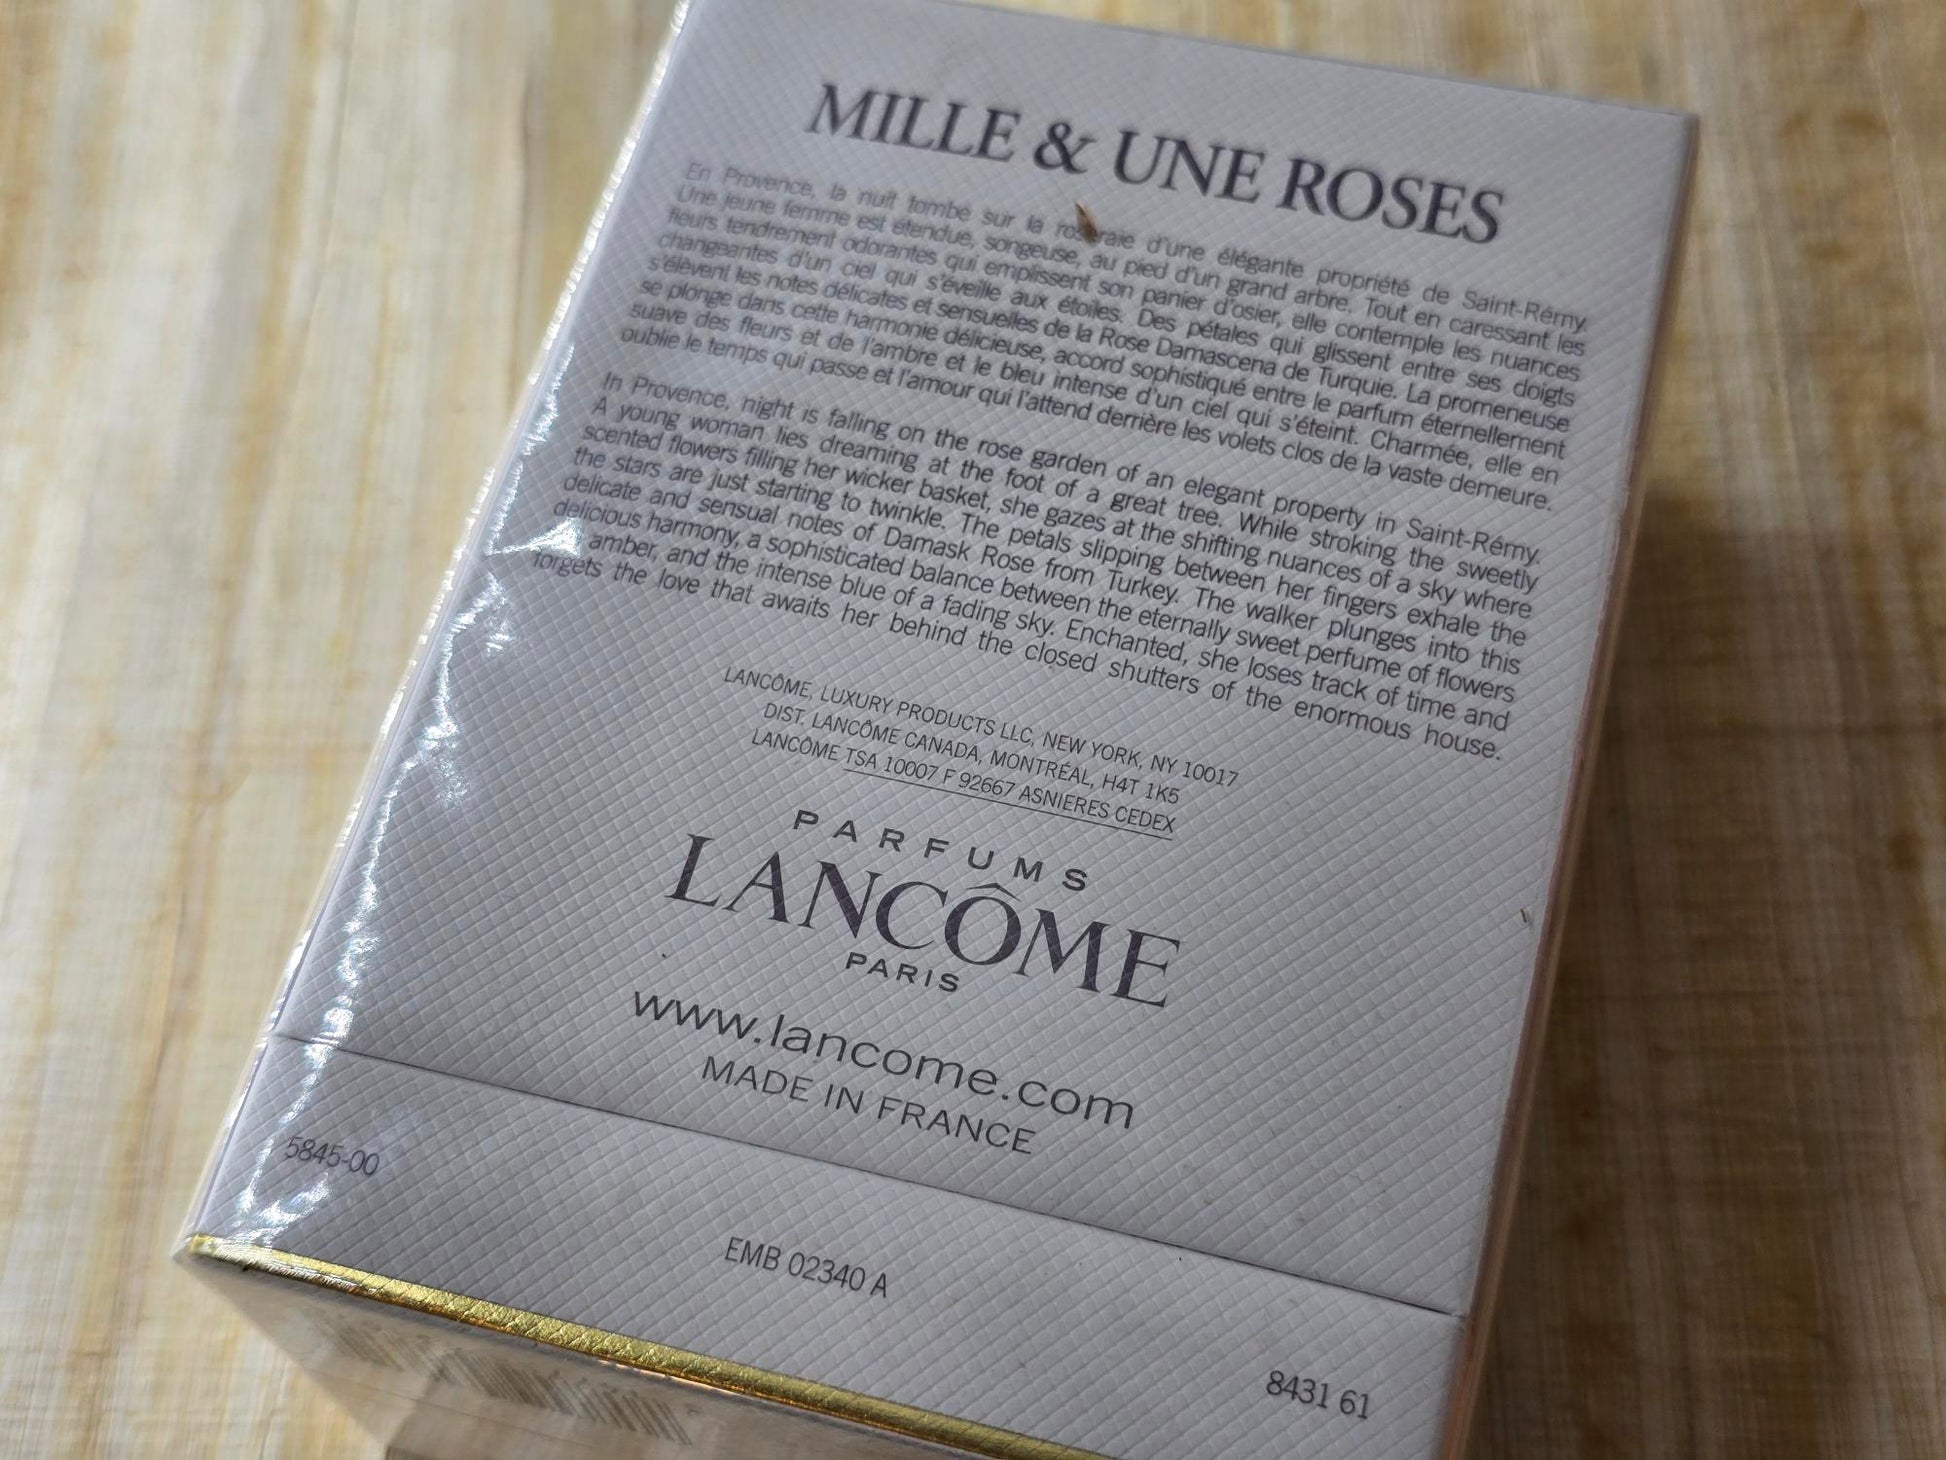 MILLE & UNE ROSES
En Provence, la nuit tombe sur la roseraie d'une élégante propriété de Saint-Rémy.
Une jeune femme est étendue, songeuse, au pied d'un grand arbre. Tout en caressant les
fleurs tendrement odorantes qui emplissent son panier d'osier, elle contemple les nuances
changeantes d'un ciel qui s'éveille aux étoiles. Des pétales qui glissent entre ses doigts
s'élèvent les notes délicates et sensuelles de la Rose Damascena de Turquie. La promeneuse
se plonge dans cette harmonie délicieuse, accord sophistiqué entre le parfum éternellement
suave des fleurs et de l'ambre et le bleu intense d'un ciel qui s'éteint. Charmée, elle en
oublie le temps qui passe et l'amour qui l'attend derrière les volets clos de la vaste demeure.
In Provence, night is falling on the rose garden of an elegant property in Saint-Rémy.
A young woman lies dreaming at the foot of a great tree. While stroking the sweetly
scented flowers filling her wicker basket, she gazes at the shifting nuances of a sky where
the stars are just starting to twinkle. The petals slipping between her fingers exhale the
delicate and sensual notes of Damask Rose from Turkey. The walker plunges into this
delicious harmony, a sophisticated balance between the eternally sweet perfume of flowers
amber, and the intense blue of a fading sky. Enchanted, she loses track of time and
forgets the love that awaits her behind the closed shutters of the enormous house.
LANCÔME, LUXURY PRODUCTS LLC, NEW YORK, NY 10017
DIST. LANCÔME CANADA, MONTRÉAL, H4T 1K5
LANCÔME TSA 10007 F 92667 ASNIERES CEDEX
PARFUMS
LANCÔME
PARIS
www.lancome.com
MADE IN FRANCE
5845-00
EMB 02340 A
8431 61